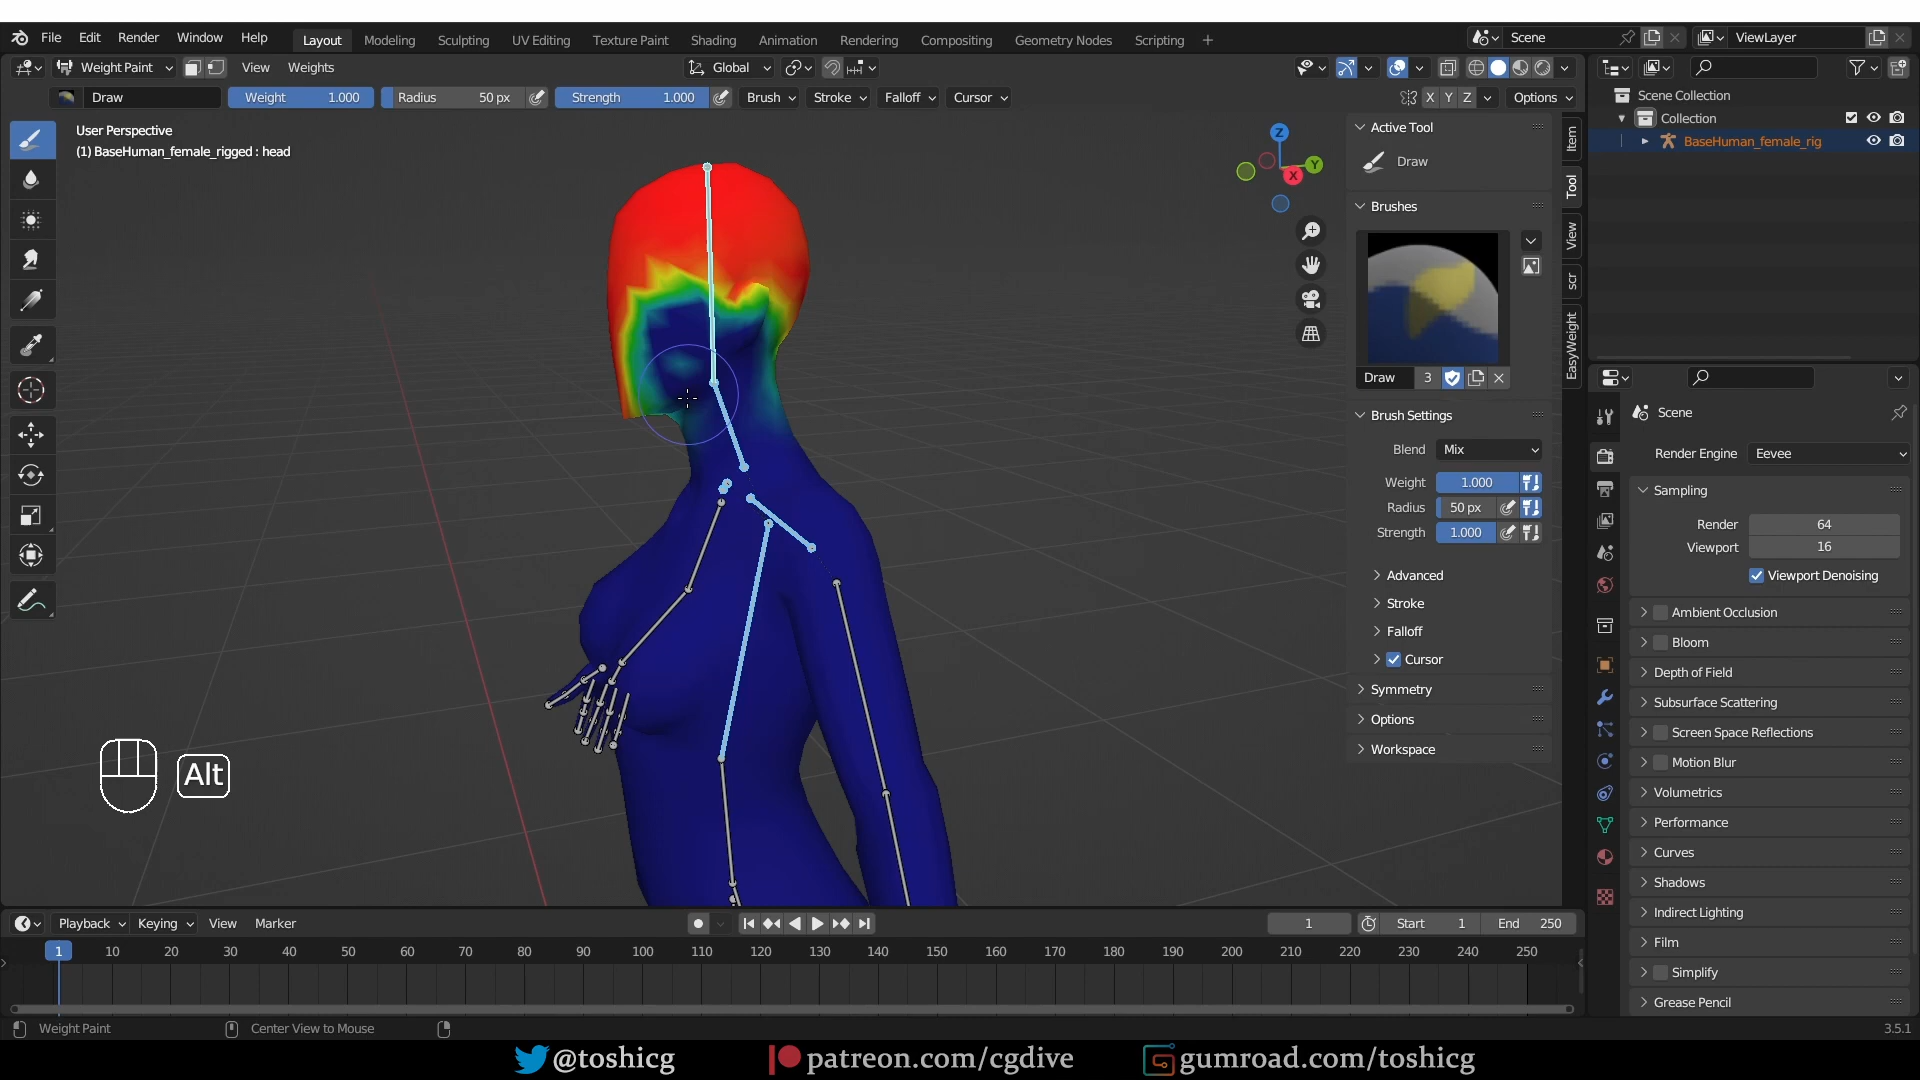 File Edit Render Window Help Layout Modeling Sculpting UV Editing Texture Paint Shading Animation Rendering Compositing Geometry Nodes Scripting + Scene ViewLayer
Weight Paint View Weights Global
Draw Weight 1.000 Radius 50 px Strength 1.000 Brush Stroke Falloff Cursor X Y Z Options
User Perspective
(1) BaseHuman_female_rigged : head
Z
Y
X
Active Tool
Draw
Brushes
Draw 3
Brush Settings
Blend Mix
Weight 1.000
Radius 50 px
Strength 1.000
Advanced
Stroke
Falloff
Cursor
Symmetry
Options
Workspace
Item
Tool
View
scr
EasyWeight
Scene Collection
Collection
BaseHuman_female_rig
Scene
Render Engine Eevee
Sampling
Render 64
Viewport 16
Viewport Denoising
Ambient Occlusion
Bloom
Depth of Field
Subsurface Scattering
Screen Space Reflections
Motion Blur
Volumetrics
Performance
Curves
Shadows
Indirect Lighting
Film
Simplify
Grease Pencil
Alt
Playback Keying View Marker 1 Start 1 End 250
1 10 20 30 40 50 60 70 80 90 100 110 120 130 140 150 160 170 180 190 200 210 220 230 240 250
Weight Paint Center View to Mouse 3.5.1
@toshicg patreon.com/cgdive gumroad.com/toshicg